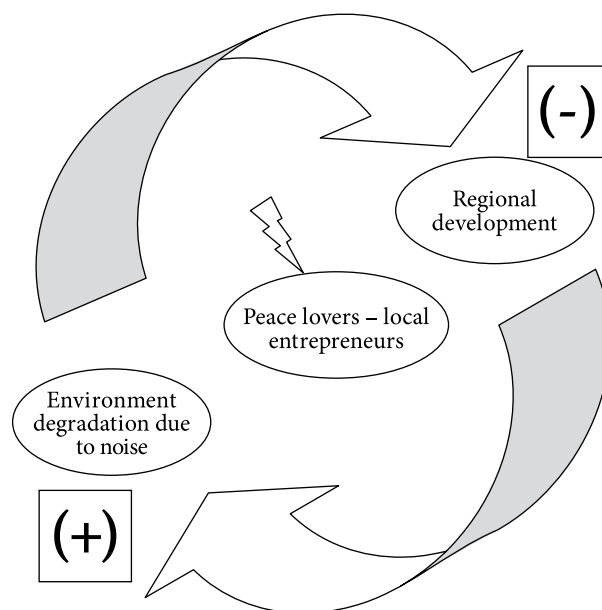 (-)
Regional
development
Peace lovers – local
entrepreneurs
Environment
degradation due
to noise
(+)